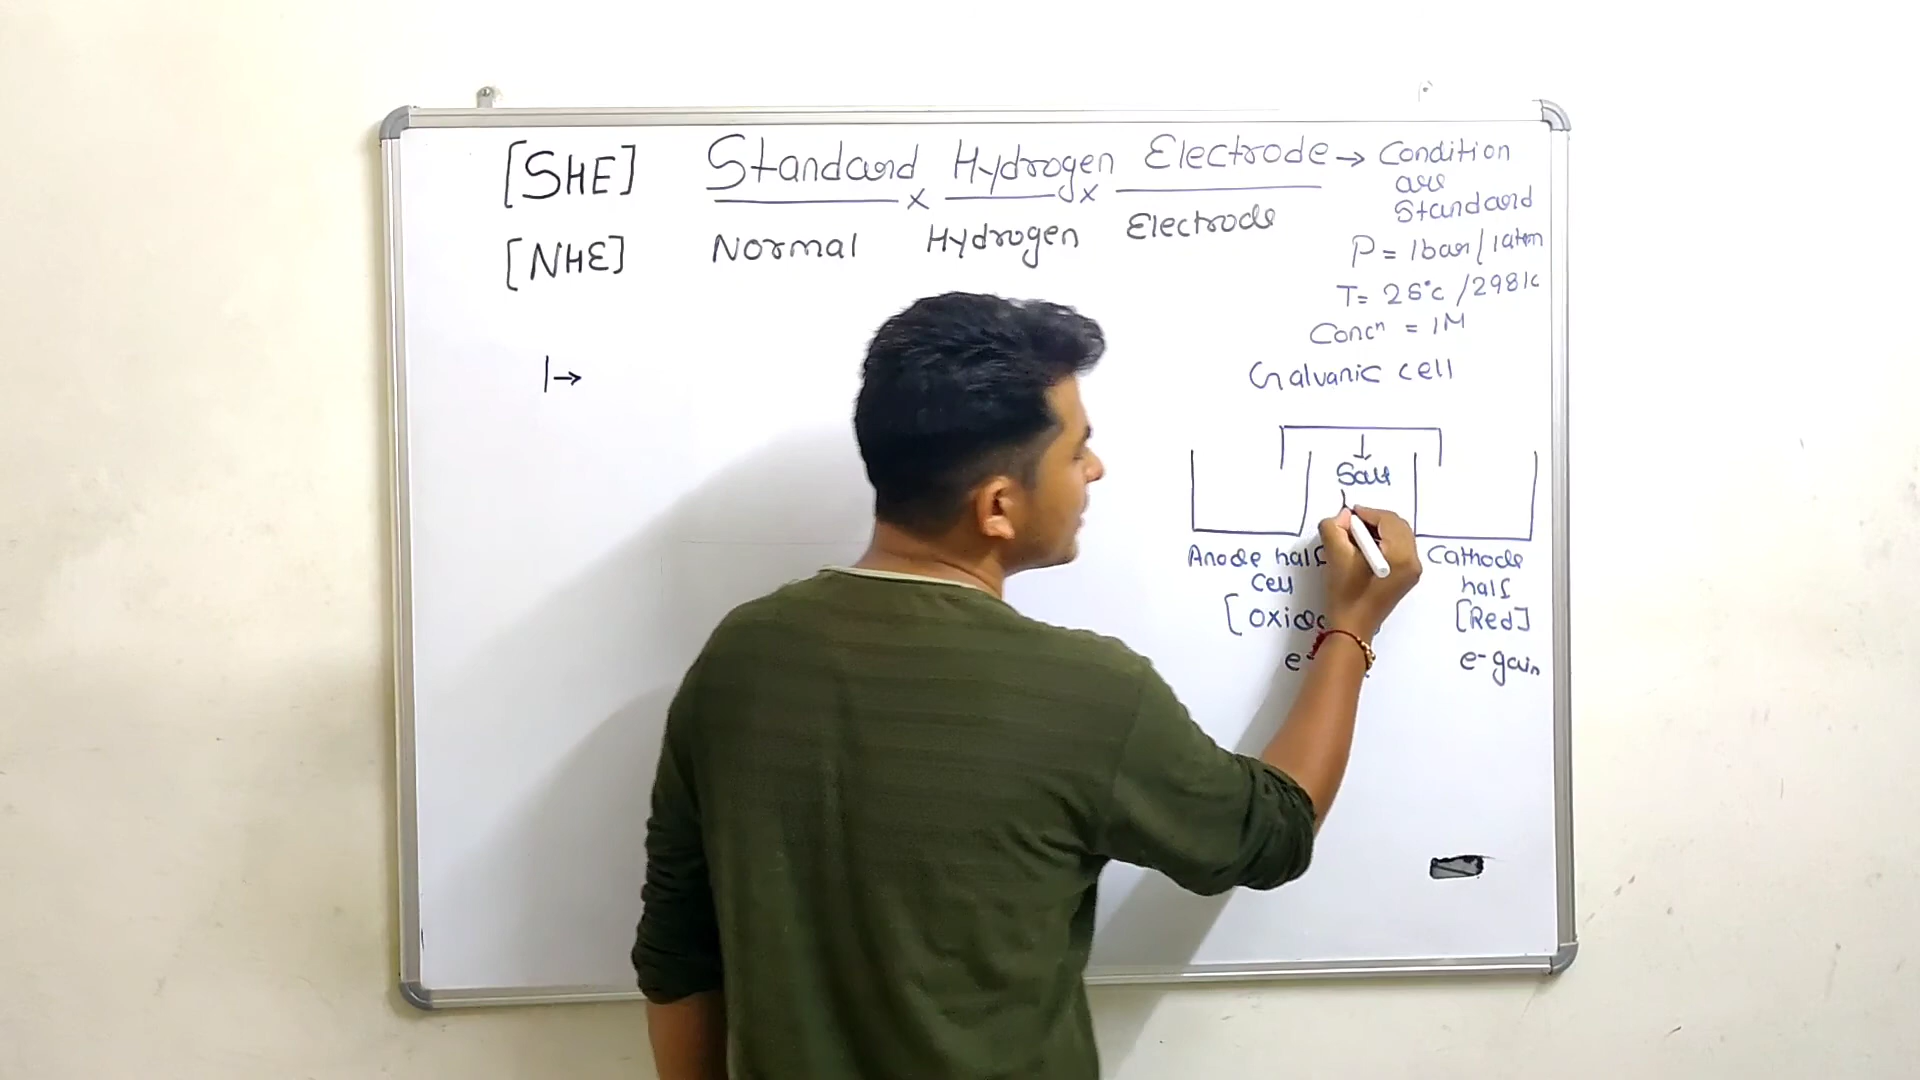 [SHE] Standard Hydrogen Electrode → Condition
are
Standard
[NHE] Normal Hydrogen Electrode
P = 1bar/1atm
T= 25°c /298k
Concⁿ = 1M
Galvanic cell
1→
Salt
Anode half
Cell
Cathode
half
[Red]
e⁻ gain